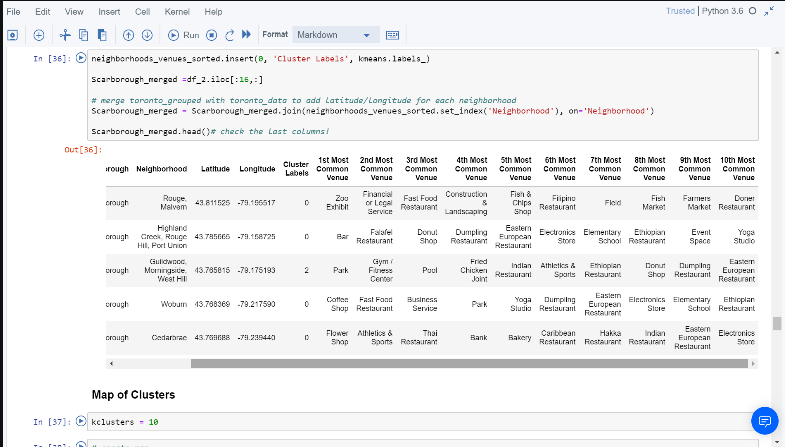 File Edit View Insert Cell Kernel Help Trusted | Python 3.6
Run Format Markdown
In [36]: neighborhoods_venues_sorted.insert(0, 'Cluster Labels', kmeans.labels_)
Scarborough_merged =df_2.iloc[:16,:]
# merge toronto_grouped with toronto_data to add latitude/longitude for each neighborhood
Scarborough_merged = Scarborough_merged.join(neighborhoods_venues_sorted.set_index('Neighborhood'), on='Neighborhood')
Scarborough_merged.head()# check the last columns!
Out[36]:
1st Most 2nd Most 3rd Most 4th Most 5th Most 6th Most 7th Most 8th Most 9th Most 10th Most
orough Neighborhood Latitude Longitude Cluster Labels Common Common Common Common Common Common Common Common Common Common
Venue Venue Venue Venue Venue Venue Venue Venue Venue Venue
orough Rouge, Malvern 43.811525 -79.195517 0 Zoo Exhibit Financial or Legal Service Fast Food Restaurant Construction & Landscaping Fish & Chips Shop Filipino Restaurant Field Fish Market Farmers Market Doner Restaurant
orough Highland Creek, Rouge Hill, Port Union 43.785665 -79.158725 0 Bar Falafel Restaurant Donut Shop Dumpling Restaurant Eastern European Restaurant Electronics Store Elementary School Ethiopian Restaurant Event Space Yoga Studio
orough Guildwood, Morningside, West Hill 43.765815 -79.175193 2 Park Gym / Fitness Center Pool Fried Chicken Joint Indian Restaurant Athletics & Sports Ethiopian Restaurant Donut Shop Dumpling Restaurant Eastern European Restaurant
orough Woburn 43.768369 -79.217590 0 Coffee Shop Fast Food Restaurant Business Service Park Yoga Studio Dumpling Restaurant Eastern European Restaurant Electronics Store Elementary School Ethiopian Restaurant
orough Cedarbrae 43.769688 -79.239440 0 Flower Shop Athletics & Sports Thai Restaurant Bank Bakery Caribbean Restaurant Hakka Restaurant Indian Restaurant Eastern European Restaurant Electronics Store
Map of Clusters
In [37]: kclusters = 10